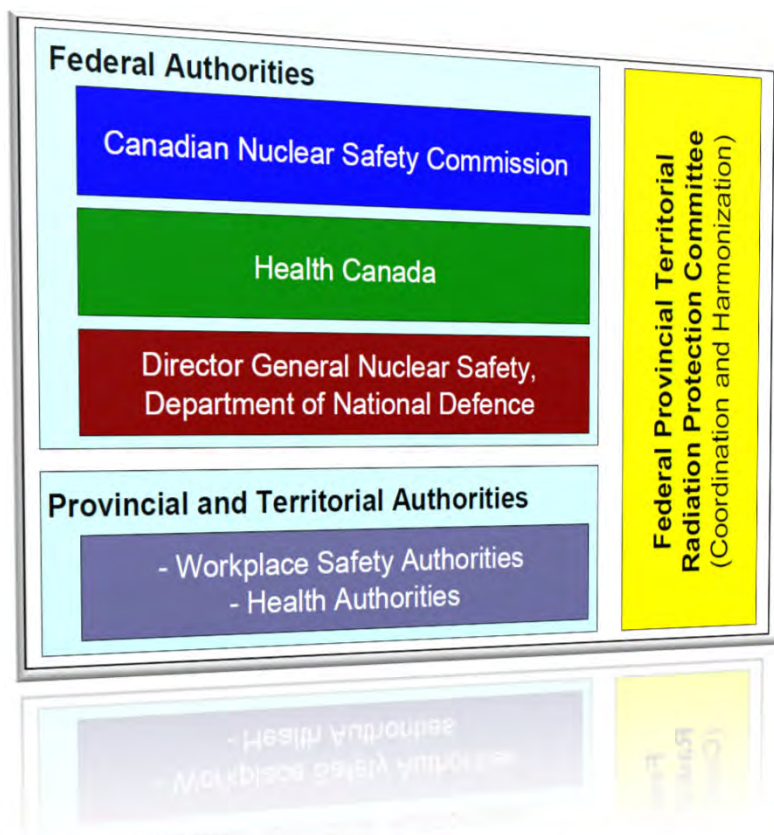 Federal Authorities
Canadian Nuclear Safety Commission
Health Canada
Director General Nuclear Safety,
Department of National Defence
Provincial and Territorial Authorities
- Workplace Safety Authorities
- Health Authorities
Federal Provincial Territorial
Radiation Protection Committee
(Coordination and Harmonization)